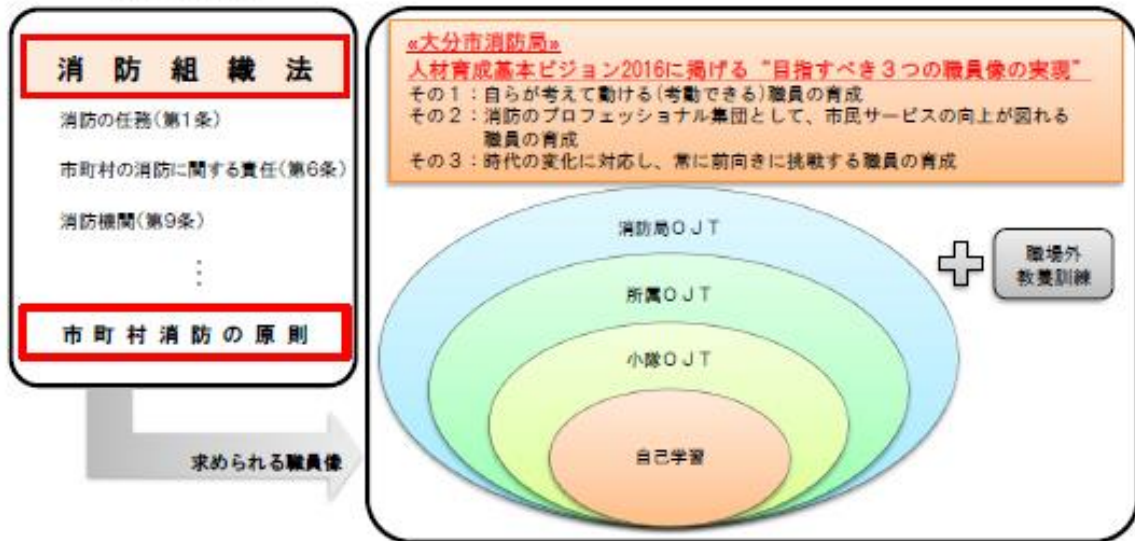 消防組織法
消防の任務(第1条)
市町村の消防に関する責任(第6条)
消防機関(第9条)
⋮
市町村消防の原則
求められる職員像
≪大分市消防局≫
人材育成基本ビジョン2016に掲げる“目指すべき３つの職員像の実現”
その１：自らが考えて動ける(考動できる)職員の育成
その２：消防のプロフェッショナル集団として、市民サービスの向上が図れる
職員の育成
その３：時代の変化に対応し、常に前向きに挑戦する職員の育成
消防局ＯＪＴ
所属ＯＪＴ
小隊ＯＪＴ
自己学習
職場外
教養訓練